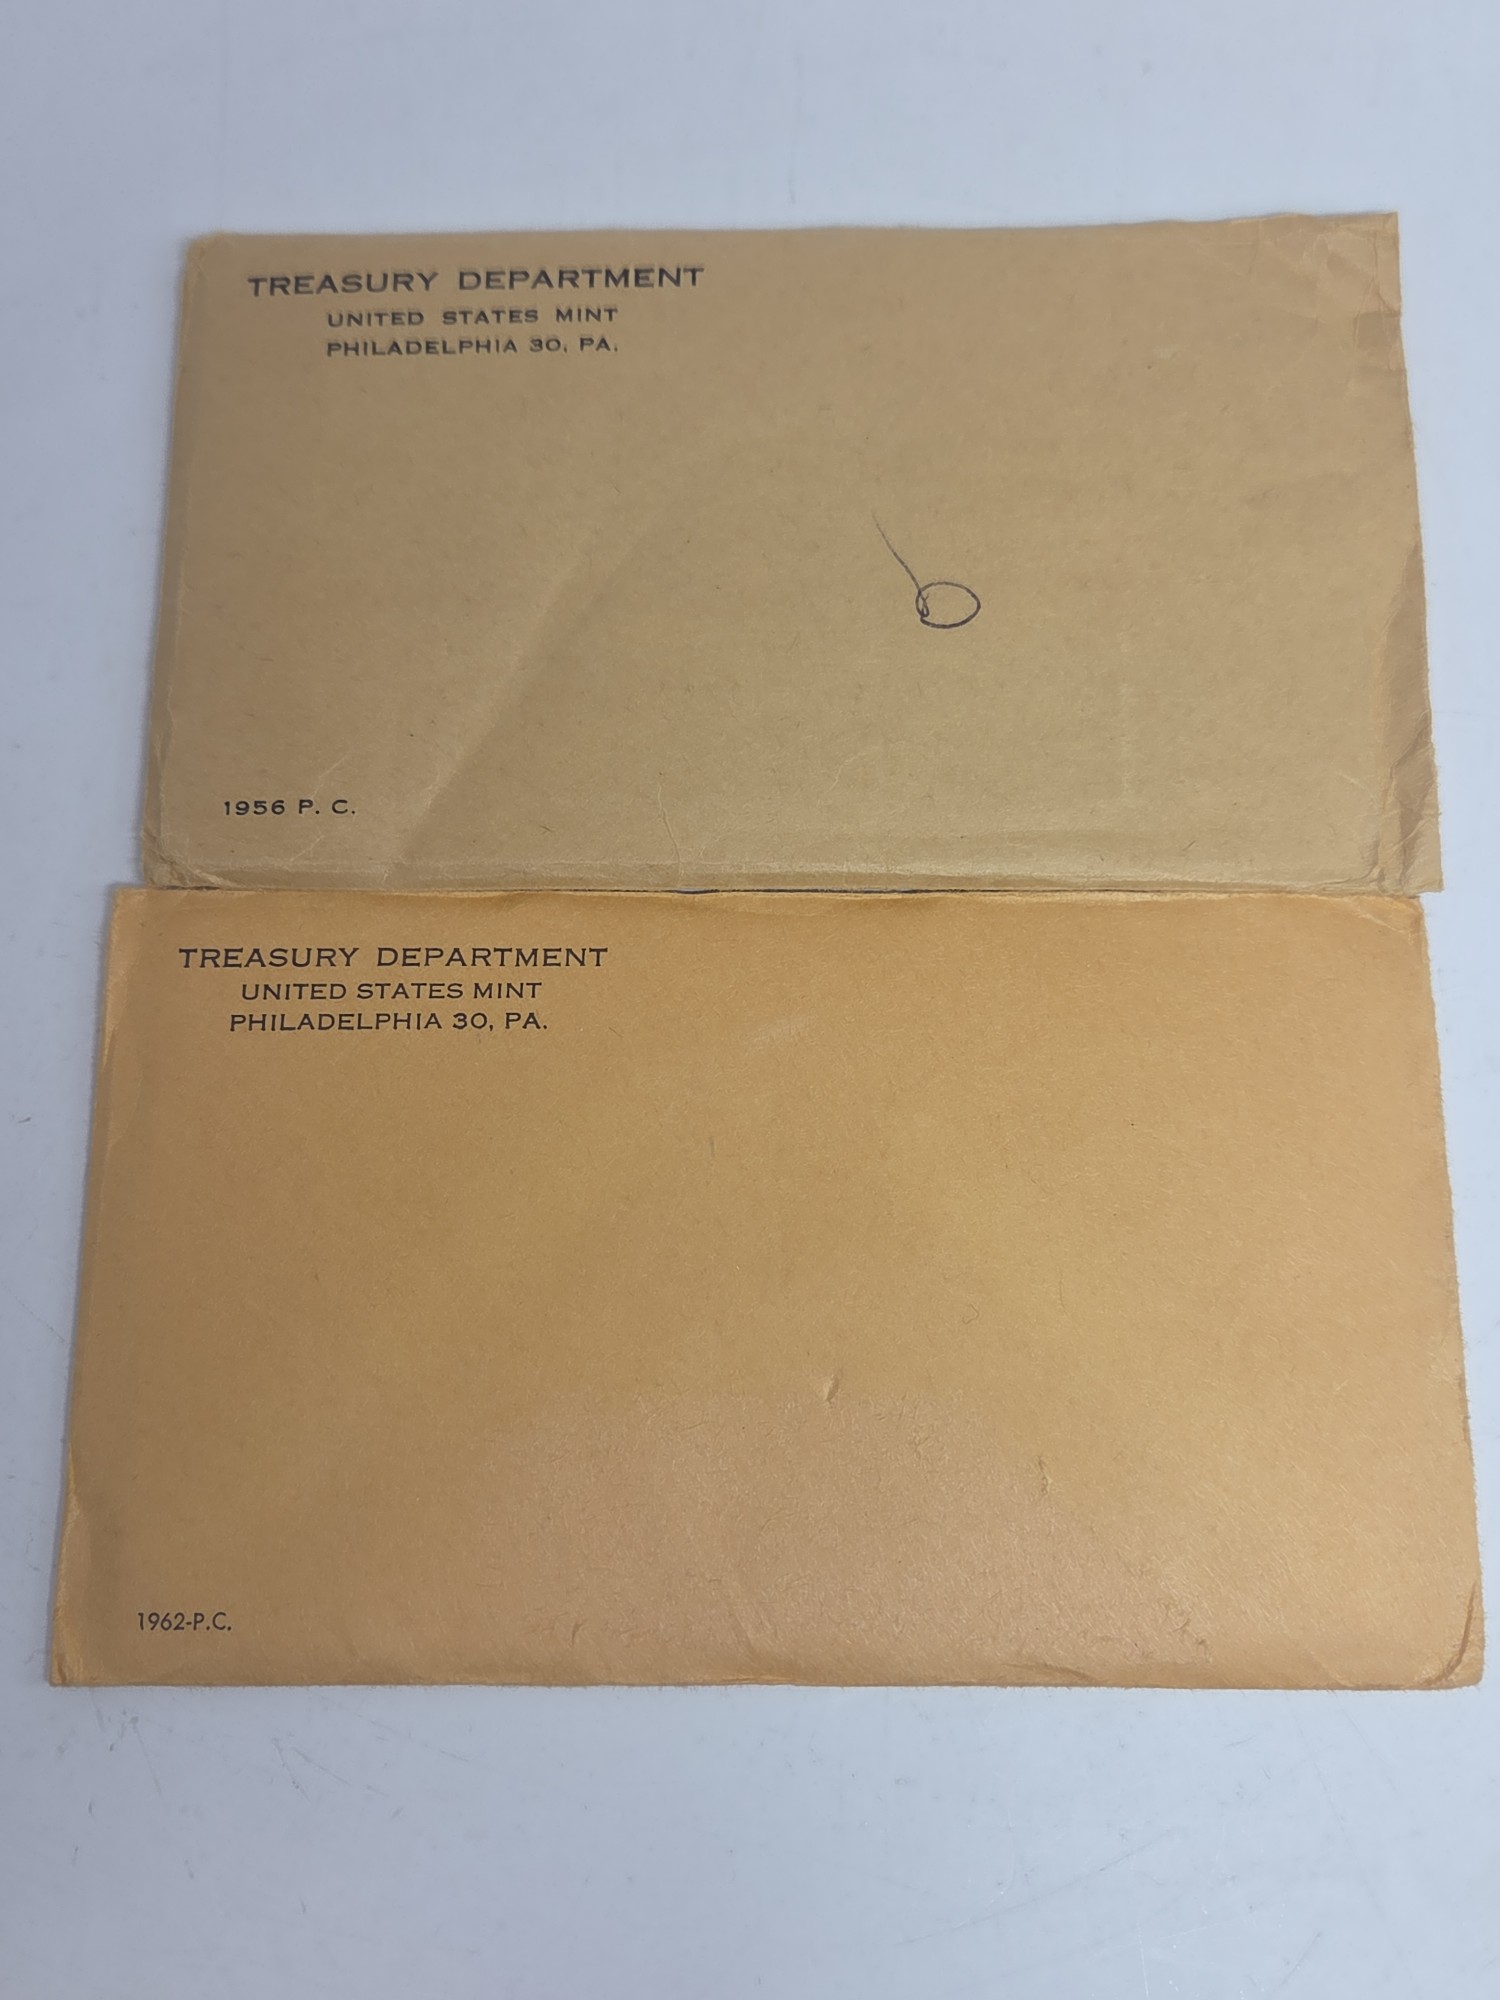 TREASURY DEPARTMENT
UNITED STATES MINT
PHILADELPHIA 30, PA.
1956 P. C.
TREASURY DEPARTMENT
UNITED STATES MINT
PHILADELPHIA 30, PA.
1962-P.C.